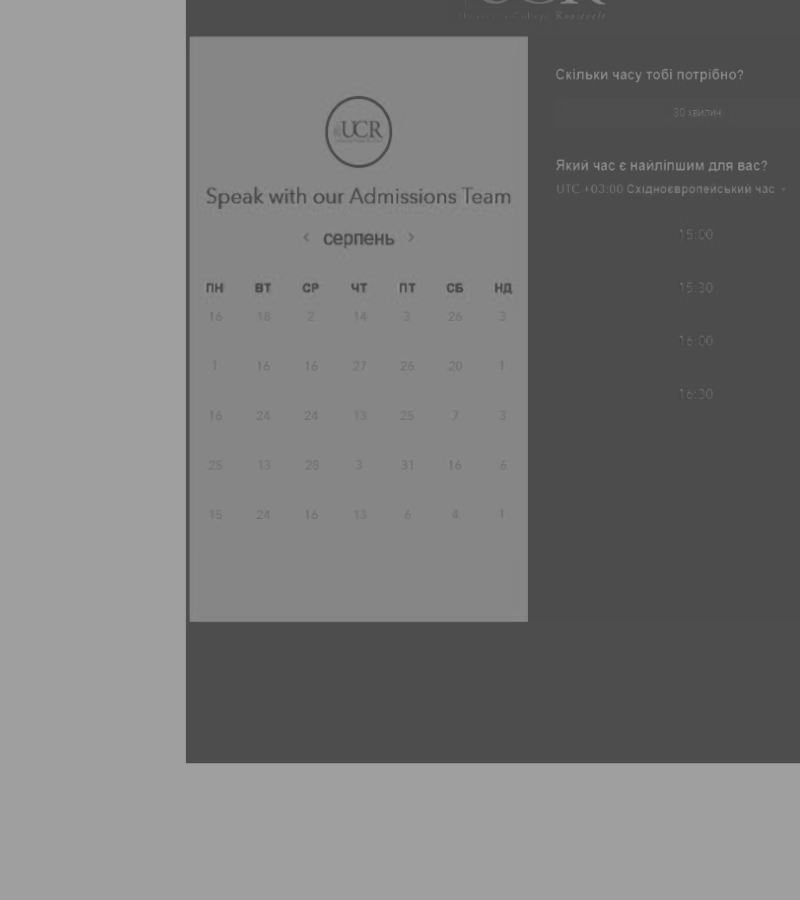 UCR
Speak with our Admissions Team
серпень
ПН ВТ СР ЧТ ПТ СБ НД
16 18 2 14 3 26 3
1 16 16 27 26 20 1
16 24 24 13 25 7 3
25 13 28 3 31 16 6
15 24 16 13 6 4 1
Скільки часу тобі потрібно?
30 хвилин
Який час є найліпшим для вас?
UTC +03:00 Східноєвропейський час
15:00
15:30
16:00
16:30